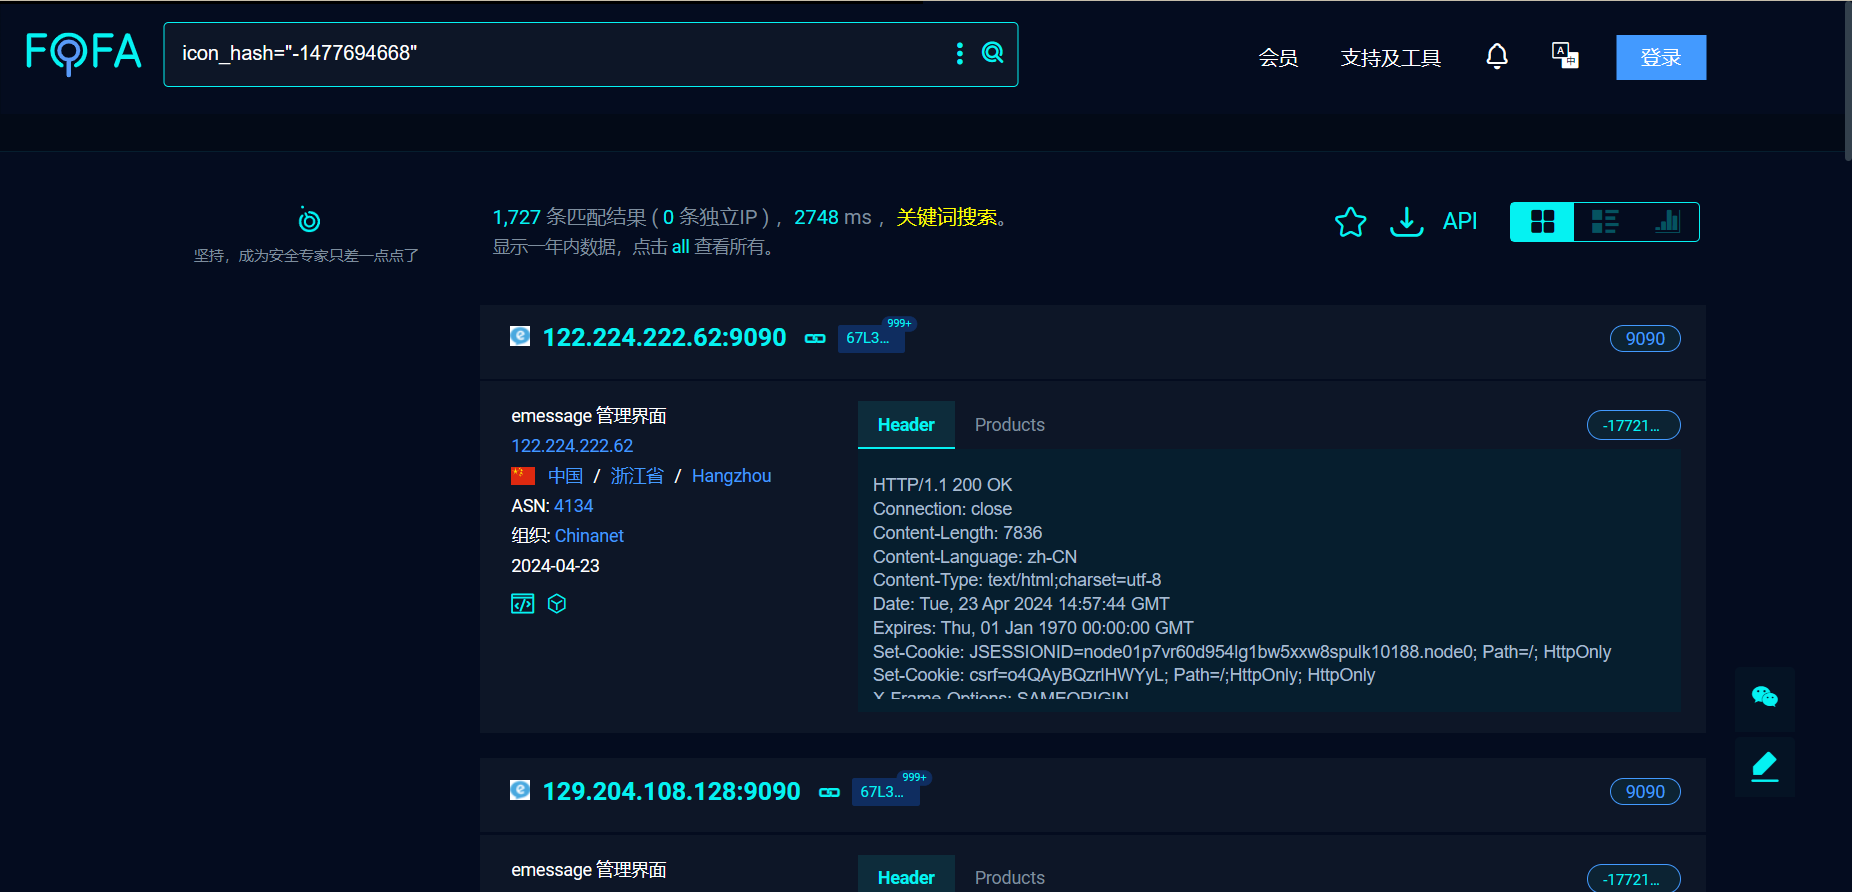 FOFA
icon_hash="-1477694668"
会员
支持及工具
登录
坚持，成为安全专家只差一点点了
1,727 条匹配结果 ( 0 条独立IP ) ，2748 ms ，关键词搜索。
显示一年内数据，点击 all 查看所有。
API
122.224.222.62:9090
67L3...
999+
9090
emessage 管理界面
122.224.222.62
中国 / 浙江省 / Hangzhou
ASN: 4134
组织: Chinanet
2024-04-23
Header
Products
-17721...
HTTP/1.1 200 OK
Connection: close
Content-Length: 7836
Content-Language: zh-CN
Content-Type: text/html;charset=utf-8
Date: Tue, 23 Apr 2024 14:57:44 GMT
Expires: Thu, 01 Jan 1970 00:00:00 GMT
Set-Cookie: JSESSIONID=node01p7vr60d954lg1bw5xxw8spulk10188.node0; Path=/; HttpOnly
Set-Cookie: csrf=o4QAyBQzrlHWYyL; Path=/;HttpOnly; HttpOnly
X-Frame-Options: SAMEORIGIN
129.204.108.128:9090
67L3...
999+
9090
emessage 管理界面
Header
Products
-17721...